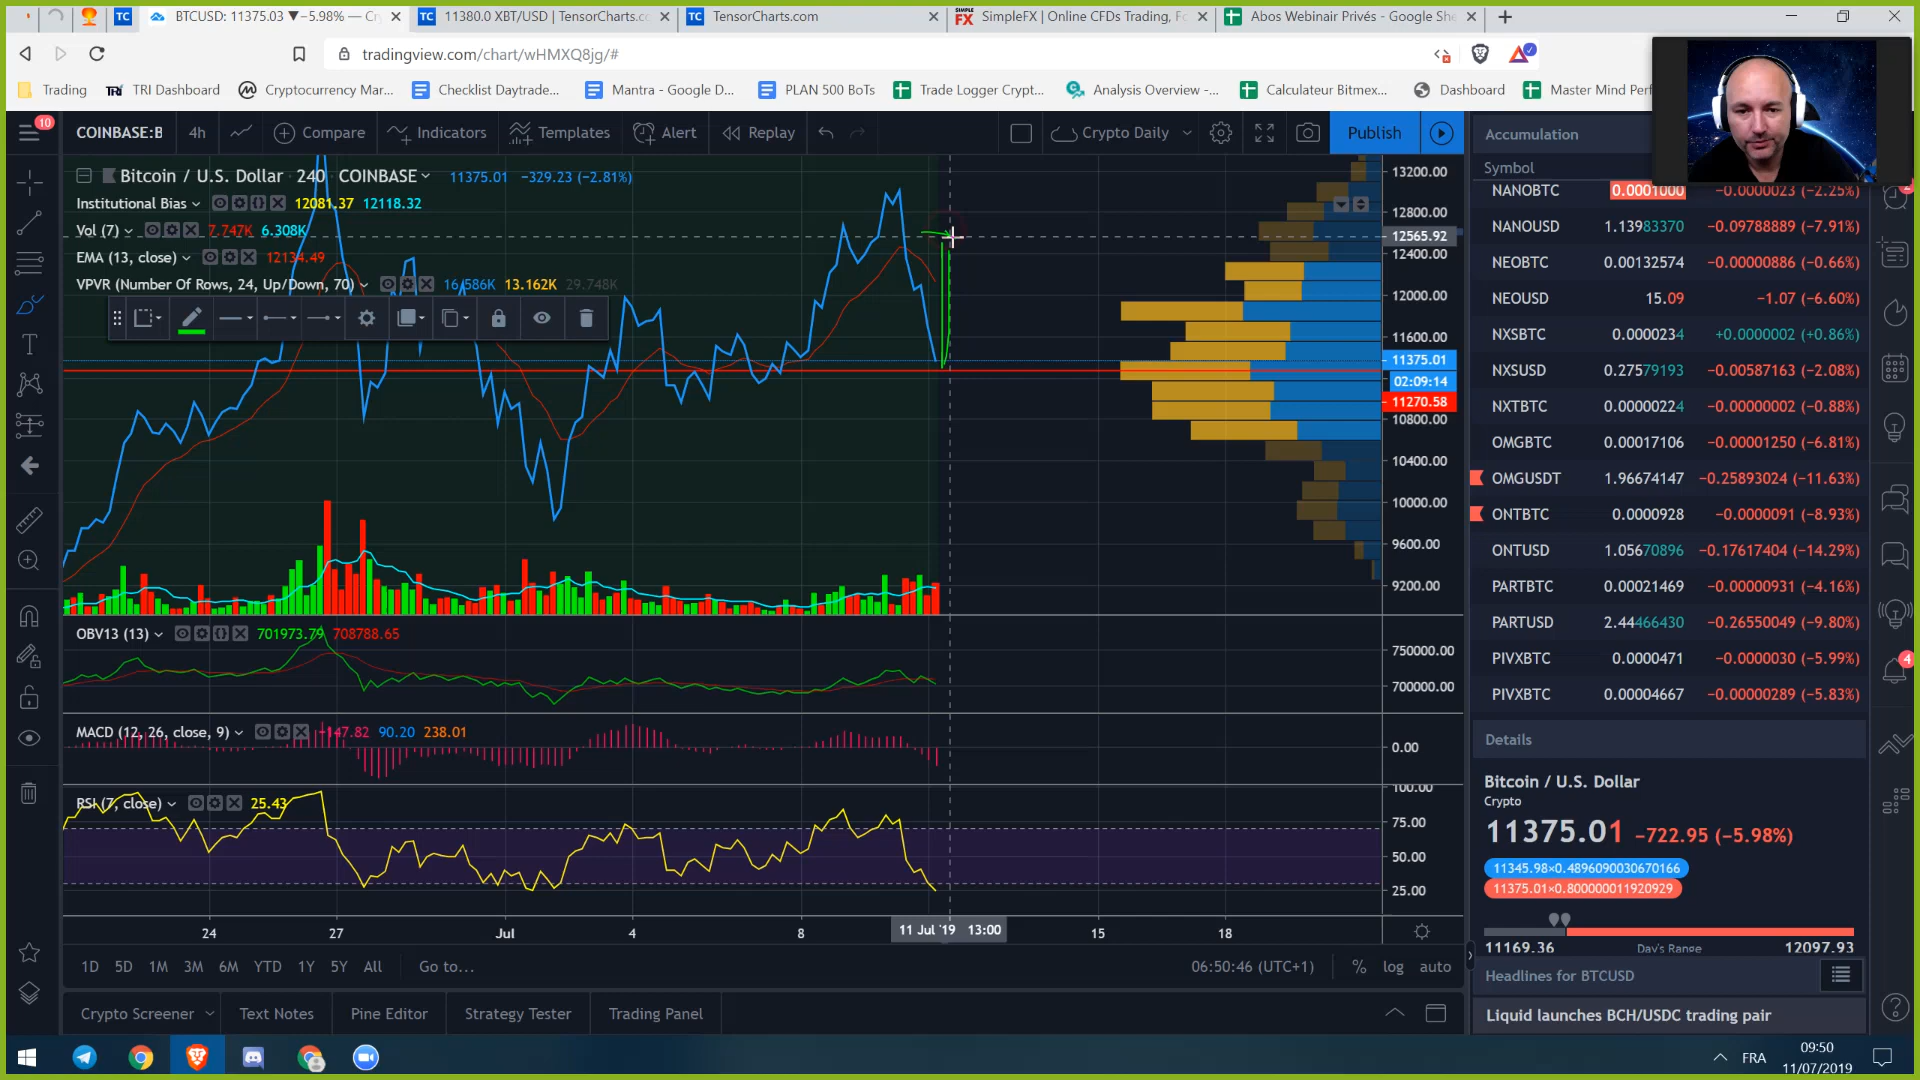 BTCUSD: 11375.03 ▼−5.98% — Cr
11380.0 XBT/USD | TensorCharts.co
TensorCharts.com
SimpleFX | Online CFDs Trading, Fo
Abos Webinair Privés - Google She
tradingview.com/chart/wHMXQ8jg/#
Trading
TRI Dashboard
Cryptocurrency Mar...
Checklist Daytrade...
Mantra - Google D...
PLAN 500 BoTs
Trade Logger Crypt...
Analysis Overview -...
Calculateur Bitmex...
Dashboard
Master Mind Perf
10
COINBASE:B
4h
Compare
Indicators
Templates
Alert
Replay
Crypto Daily
Publish
Accumulation
Symbol
Bitcoin / U.S. Dollar 240 COINBASE 11375.01 −329.23 (−2.81%)
Institutional Bias 12081.37 12118.32
Vol (7) 7.747K 6.308K
EMA (13, close) 12134.49
VPVR (Number Of Rows, 24, Up/Down, 70) 16.586K 13.162K 29.748K
13200.00
12800.00
12565.92
12400.00
12000.00
11600.00
11375.01
02:09:14
11270.58
10800.00
10400.00
10000.00
9600.00
9200.00
OBV13 (13) 701973.79 708788.65
750000.00
700000.00
MACD (12, 26, close, 9) −147.82 90.20 238.01
0.00
RSI (7, close) 25.43
100.00
75.00
50.00
25.00
24 27 Jul 4 8 11 Jul '19 13:00 15 18
1D 5D 1M 3M 6M YTD 1Y 5Y All Go to... 06:50:46 (UTC+1) % log auto
Crypto Screener Text Notes Pine Editor Strategy Tester Trading Panel
NANOBTC 0.0001000 −0.0000023 (−2.25%)
NANOUSD 1.13983370 −0.09788889 (−7.91%)
NEOBTC 0.00132574 −0.00000886 (−0.66%)
NEOUSD 15.09 −1.07 (−6.60%)
NXSBTC 0.0000234 +0.0000002 (+0.86%)
NXSUSD 0.27579193 −0.00587163 (−2.08%)
NXTBTC 0.00000224 −0.00000002 (−0.88%)
OMGBTC 0.00017106 −0.00001250 (−6.81%)
OMGUSDT 1.96674147 −0.25893024 (−11.63%)
ONTBTC 0.0000928 −0.0000091 (−8.93%)
ONTUSD 1.05670896 −0.17617404 (−14.29%)
PARTBTC 0.00021469 −0.00000931 (−4.16%)
PARTUSD 2.44466430 −0.26550049 (−9.80%)
PIVXBTC 0.0000471 −0.0000030 (−5.99%)
PIVXBTC 0.00004667 −0.00000289 (−5.83%)
4
Details
Bitcoin / U.S. Dollar
Crypto
11375.01 −722.95 (−5.98%)
11345.98×0.4896090030670166
11375.01×0.800000011920929
11169.36 Day's Range 12097.93
Headlines for BTCUSD
Liquid launches BCH/USDC trading pair
FRA
09:50
11/07/2019